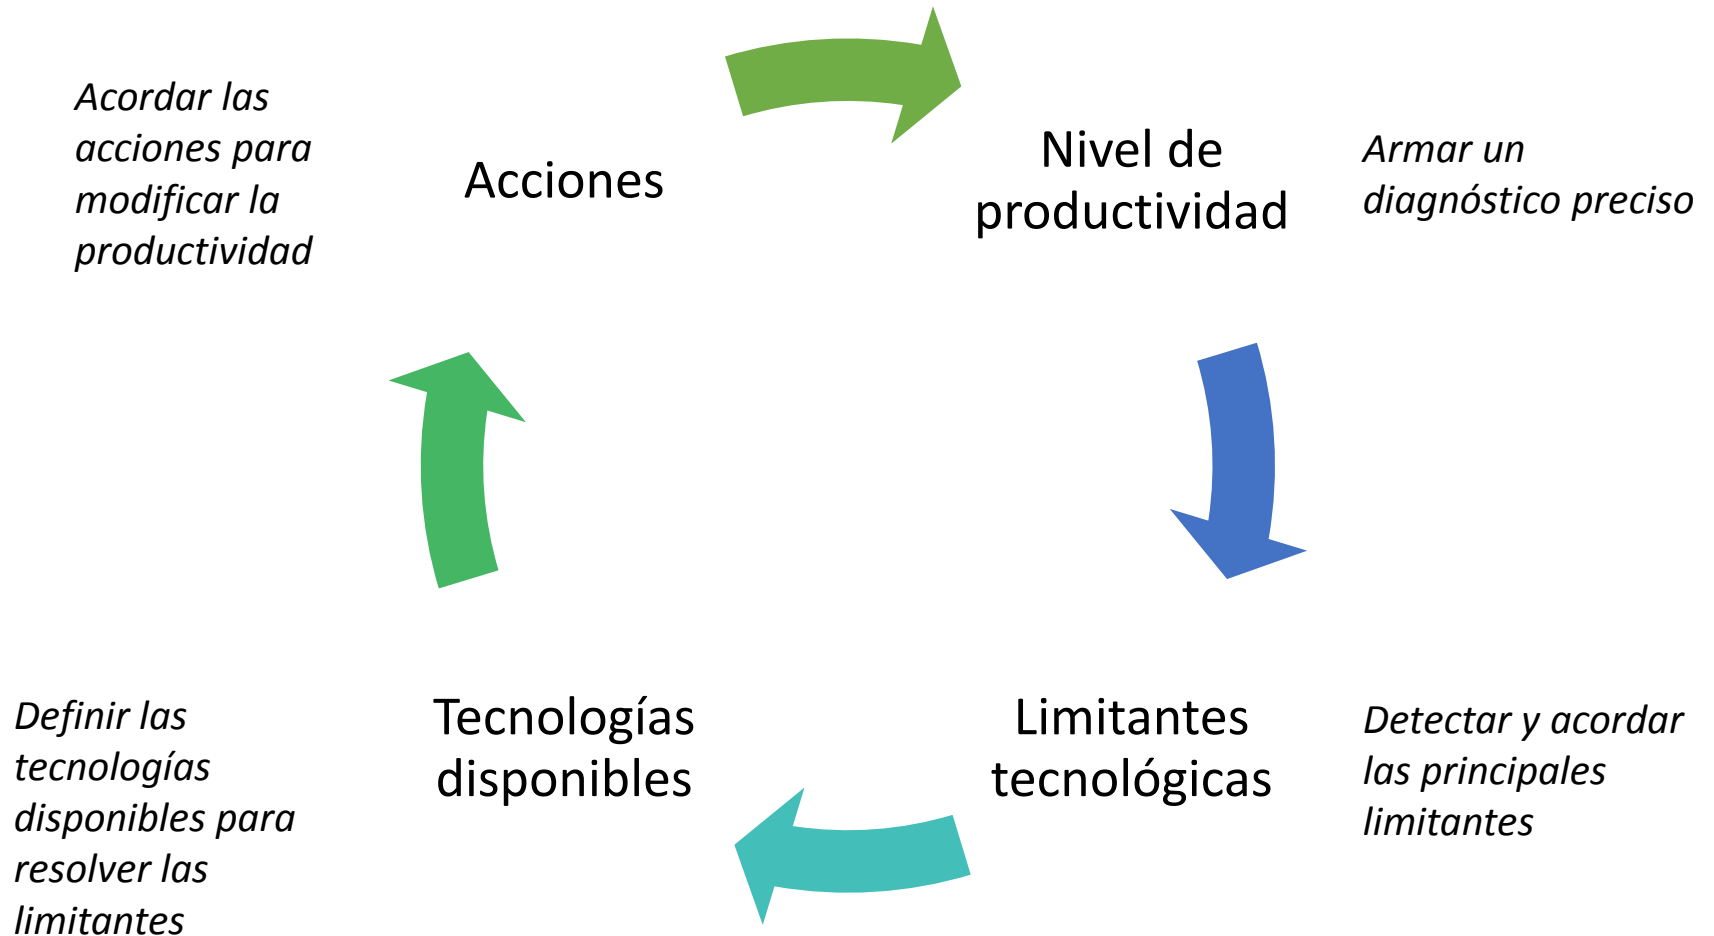 Acordar las
acciones para
modificar la
productividad
Acciones
Nivel de
productividad
Armar un
diagnóstico preciso
Definir las
tecnologías
disponibles para
resolver las
limitantes
Tecnologías
disponibles
Limitantes
tecnológicas
Detectar y acordar
las principales
limitantes